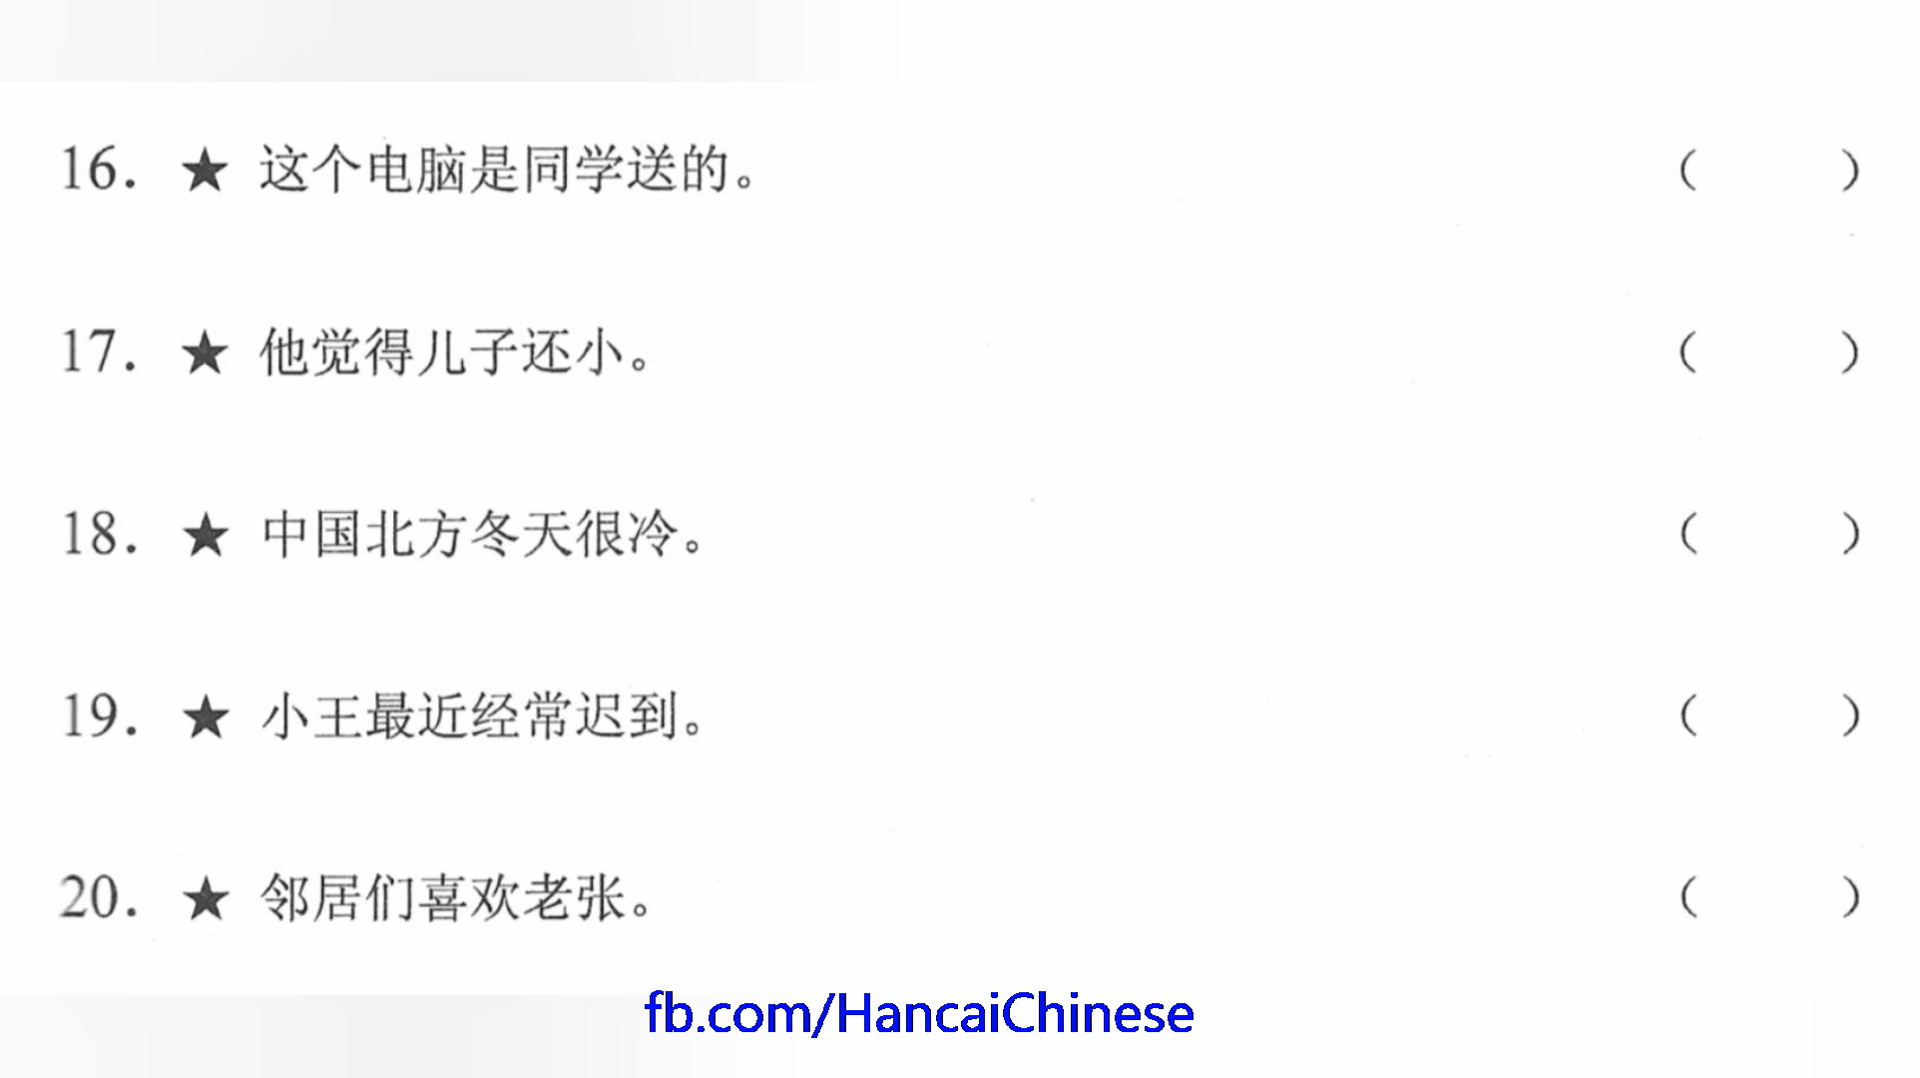 16. ★ 这个电脑是同学送的。 ( )
17. ★ 他觉得儿子还小。 ( )
18. ★ 中国北方冬天很冷。 ( )
19. ★ 小王最近经常迟到。 ( )
20. ★ 邻居们喜欢老张。 ( )
fb.com/HancaiChinese